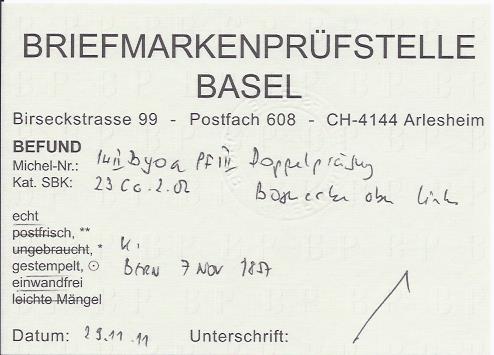 BRIEFMARKENPRÜFSTELLE
BASEL
Birseckstrasse 99 - Postfach 608 - CH-4144 Arlesheim
BEFUND
Michel-Nr.: 14 II Byoa Pf III Doppelprägung
Kat. SBK: 23 Ca. 2.02 Bogenecke oben links
echt
postfrisch, **
ungebraucht, *
gestempelt, ⊙ BERN 7 NOV 1857
einwandfrei
leichte Mängel
Datum: 29.11.11 Unterschrift: